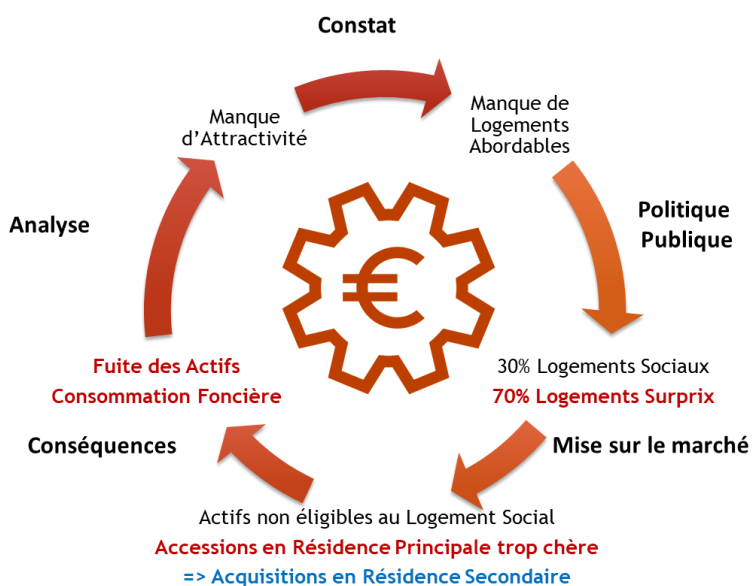 Constat
Manque
d'Attractivité
Manque de
Logements
Abordables
Analyse
Politique
Publique
€
Fuite des Actifs
Consommation Foncière
30% Logements Sociaux
70% Logements Surprix
Conséquences
Mise sur le marché
Actifs non éligibles au Logement Social
Accessions en Résidence Principale trop chère
=> Acquisitions en Résidence Secondaire